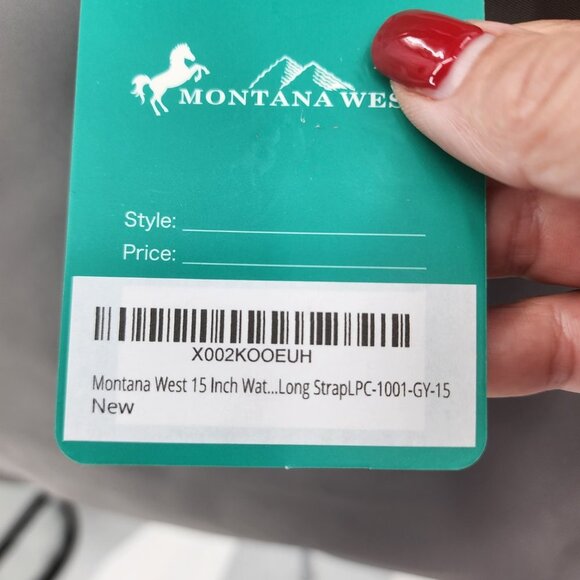 MONTANA WES
Style:
Price:
X002KOOEUH
Montana West 15 Inch Wat...Long StrapLPC-1001-GY-15
New